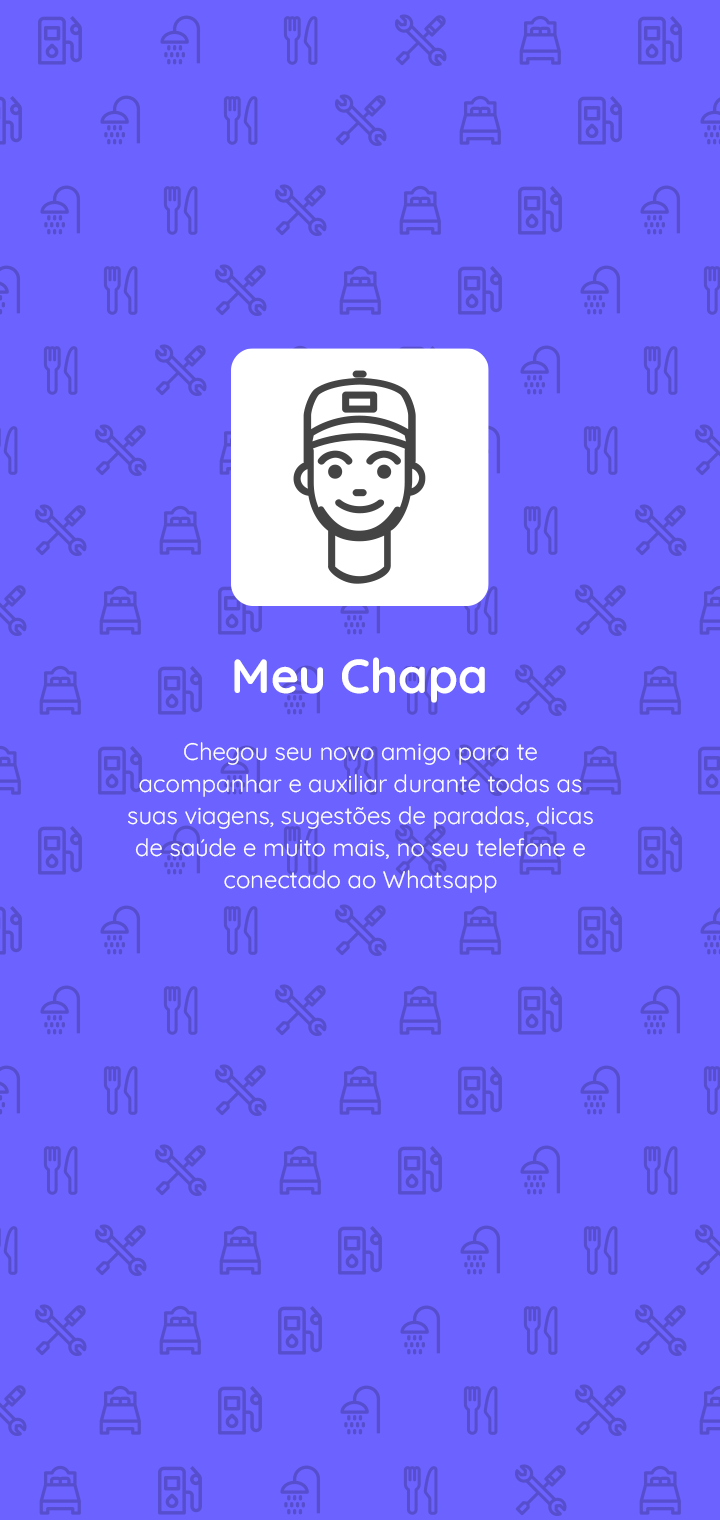 Meu Chapa
Chegou seu novo amigo para te
acompanhar e auxiliar durante todas as
suas viagens, sugestões de paradas, dicas
de saúde e muito mais, no seu telefone e
conectado ao Whatsapp